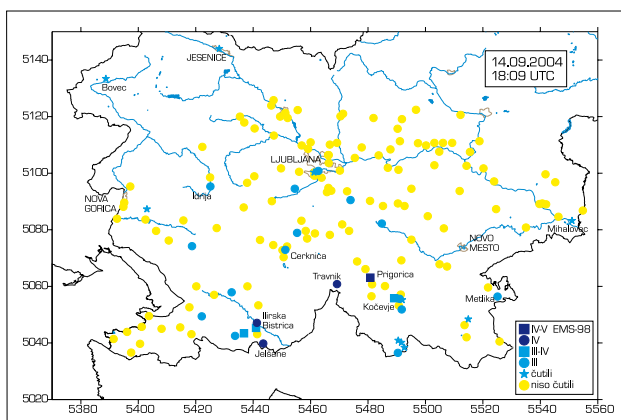 14.09.2004
18:09 UTC
5140
5120
5100
5080
5060
5040
5020
JESENICE
Bovec
LJUBLJANA
Idrija
NOVA
GORICA
Mihalovec
NOVO
MESTO
Cerknica
Travnik
Prigorica
Kočevje
Metlika
Ilirska
Bistrica
Jelšane
IV-V EMS-98
IV
III-IV
III
čutili
niso čutili
5380
5400
5420
5440
5460
5480
5500
5520
5540
5560